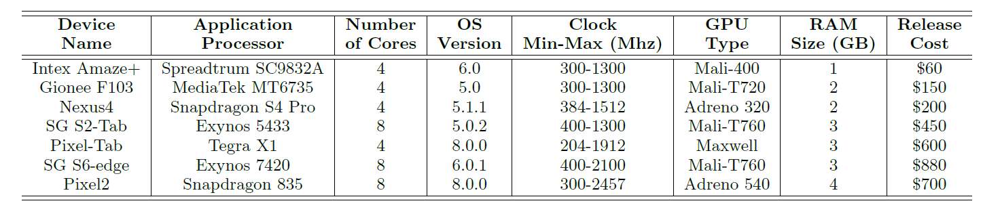 Device Application Number OS Clock GPU RAM Release
Name Processor of Cores Version Min-Max (Mhz) Type Size (GB) Cost
Intex Amaze+ Spreadtrum SC9832A 4 6.0 300-1300 Mali-400 1 $60
Gionee F103 MediaTek MT6735 4 5.0 300-1300 Mali-T720 2 $150
Nexus4 Snapdragon S4 Pro 4 5.1.1 384-1512 Adreno 320 2 $200
SG S2-Tab Exynos 5433 8 5.0.2 400-1300 Mali-T760 3 $450
Pixel-Tab Tegra X1 4 8.0.0 204-1912 Maxwell 3 $600
SG S6-edge Exynos 7420 8 6.0.1 400-2100 Mali-T760 3 $880
Pixel2 Snapdragon 835 8 8.0.0 300-2457 Adreno 540 4 $700